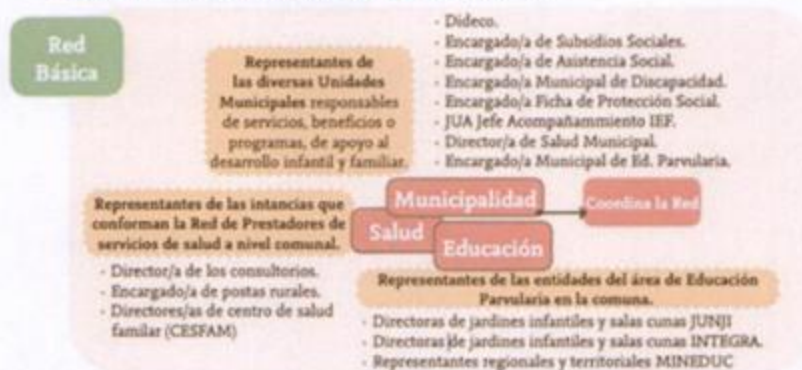 Red
Básica
Representantes de
las diversas Unidades
Municipales responsables
de servicios, beneficios o
programas, de apoyo al
desarrollo infantil y familiar.
- Dideco.
- Encargado/a de Subsidios Sociales.
- Encargado/a de Asistencia Social.
- Encargado/a Municipal de Discapacidad.
- Encargado/a Ficha de Protección Social.
- JUA Jefe Acompañammiento IEF.
- Director/a de Salud Municipal.
- Encargado/a Municipal de Ed. Parvularia.
Representantes de las intancias que
conforman la Red de Prestadores de
servicios de salud a nivel comunal.
- Director/a de los consultorios.
- Encargado/a de postas rurales.
- Directores/as de centro de salud
familar (CESFAM)
Municipalidad
Salud
Educación
Coordina la Red
Representantes de las entidades del área de Educación
Parvularia en la comuna.
- Directoras de jardines infantiles y salas cunas JUNJI
- Directoras de jardines infantiles y salas cunas INTEGRA.
- Representantes regionales y territoriales MINEDUC